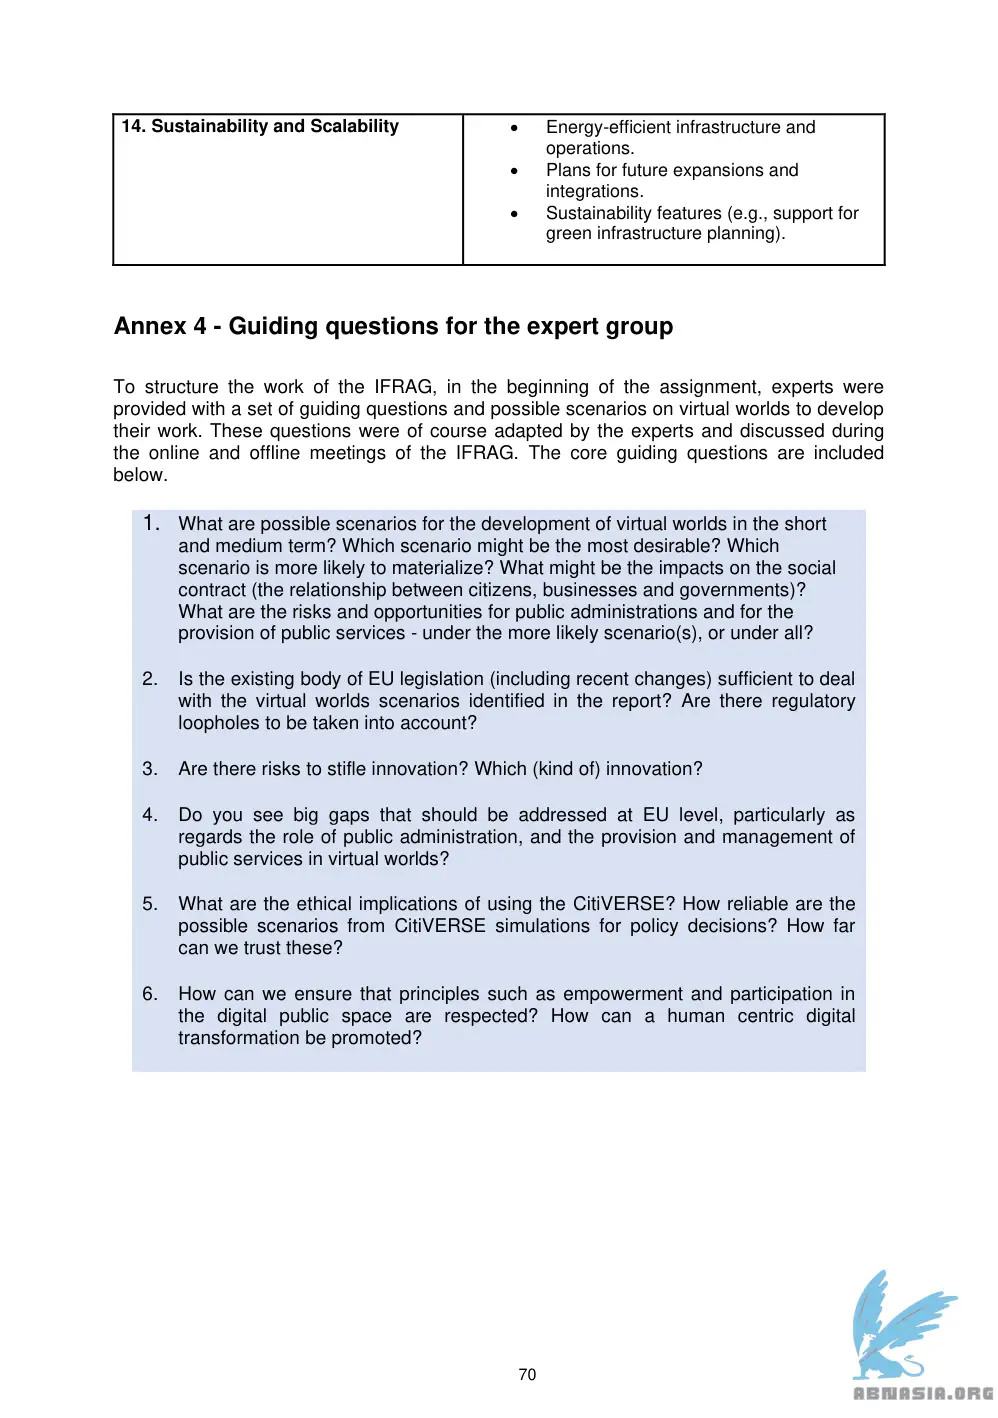 14. Sustainability and Scalability
• Energy-efficient infrastructure and
operations.
• Plans for future expansions and
integrations.
• Sustainability features (e.g., support for
green infrastructure planning).
Annex 4 - Guiding questions for the expert group
To structure the work of the IFRAG, in the beginning of the assignment, experts were
provided with a set of guiding questions and possible scenarios on virtual worlds to develop
their work. These questions were of course adapted by the experts and discussed during
the online and offline meetings of the IFRAG. The core guiding questions are included
below.
1. What are possible scenarios for the development of virtual worlds in the short
and medium term? Which scenario might be the most desirable? Which
scenario is more likely to materialize? What might be the impacts on the social
contract (the relationship between citizens, businesses and governments)?
What are the risks and opportunities for public administrations and for the
provision of public services - under the more likely scenario(s), or under all?
2. Is the existing body of EU legislation (including recent changes) sufficient to deal
with the virtual worlds scenarios identified in the report? Are there regulatory
loopholes to be taken into account?
3. Are there risks to stifle innovation? Which (kind of) innovation?
4. Do you see big gaps that should be addressed at EU level, particularly as
regards the role of public administration, and the provision and management of
public services in virtual worlds?
5. What are the ethical implications of using the CitiVERSE? How reliable are the
possible scenarios from CitiVERSE simulations for policy decisions? How far
can we trust these?
6. How can we ensure that principles such as empowerment and participation in
the digital public space are respected? How can a human centric digital
transformation be promoted?
70
ABNASIA.ORG